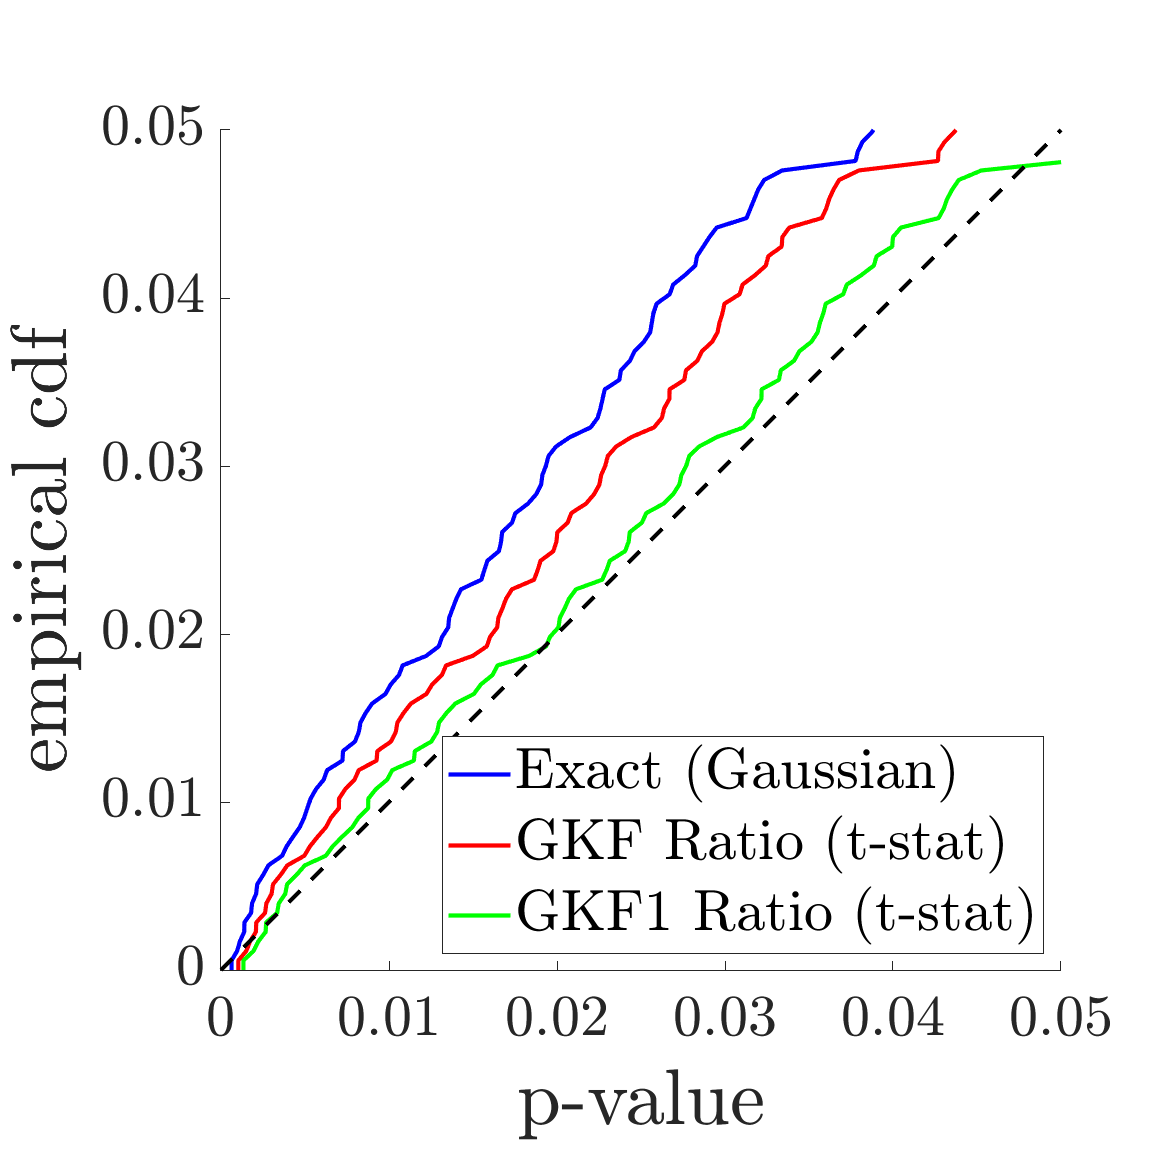 0.05
0.04
0.03
0.02
0.01
0
empirical cdf
Exact (Gaussian)
GKF Ratio (t-stat)
GKF1 Ratio (t-stat)
0 0.01 0.02 0.03 0.04 0.05
p-value